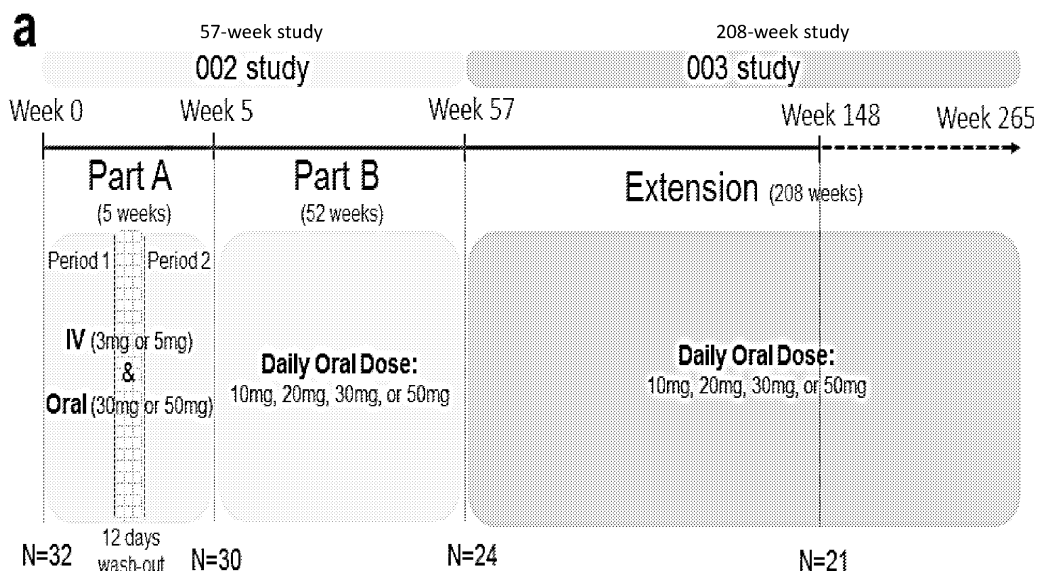 a
57-week study
208-week study
002 study
003 study
Week 0
Week 5
Week 57
Week 148
Week 265
Part A
(5 weeks)
Part B
(52 weeks)
Extension (208 weeks)
Period 1
Period 2
IV (3mg or 5mg)
&
Oral (30mg or 50mg)
Daily Oral Dose:
10mg, 20mg, 30mg, or 50mg
Daily Oral Dose:
10mg, 20mg, 30mg, or 50mg
12 days
wash-out
N=32
N=30
N=24
N=21